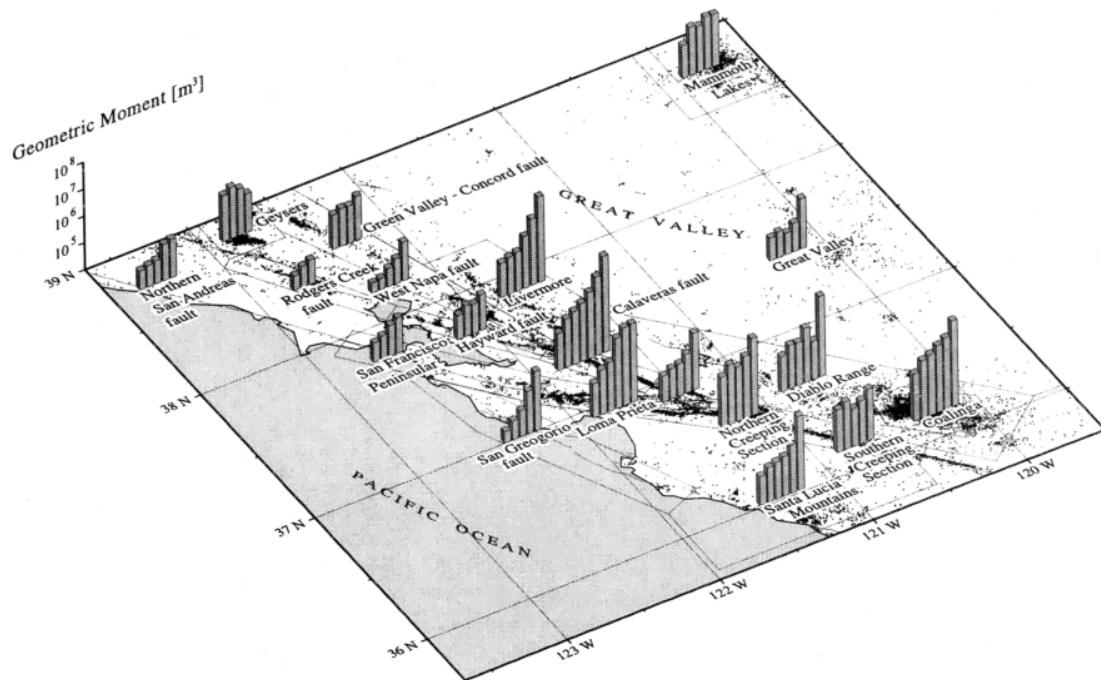 Geometric Moment [m³]
10⁸
10⁷
10⁶
10⁵
39 N
38 N
37 N
36 N
123 W
122 W
121 W
120 W
Mammoth
Lakes
Geysers
Green Valley - Concord fault
GREAT VALLEY
Great Valley
Northern
San Andreas
fault
Rodgers Creek
fault
West Napa fault
Livermore
Calaveras fault
Hayward fault
San Francisco
Peninsular
San Greogorio
fault
Loma Prieta
Northern
Creeping
Section
Diablo Range
Coalinga
Southern
Creeping
Section
Santa Lucia
Mountains
PACIFIC OCEAN